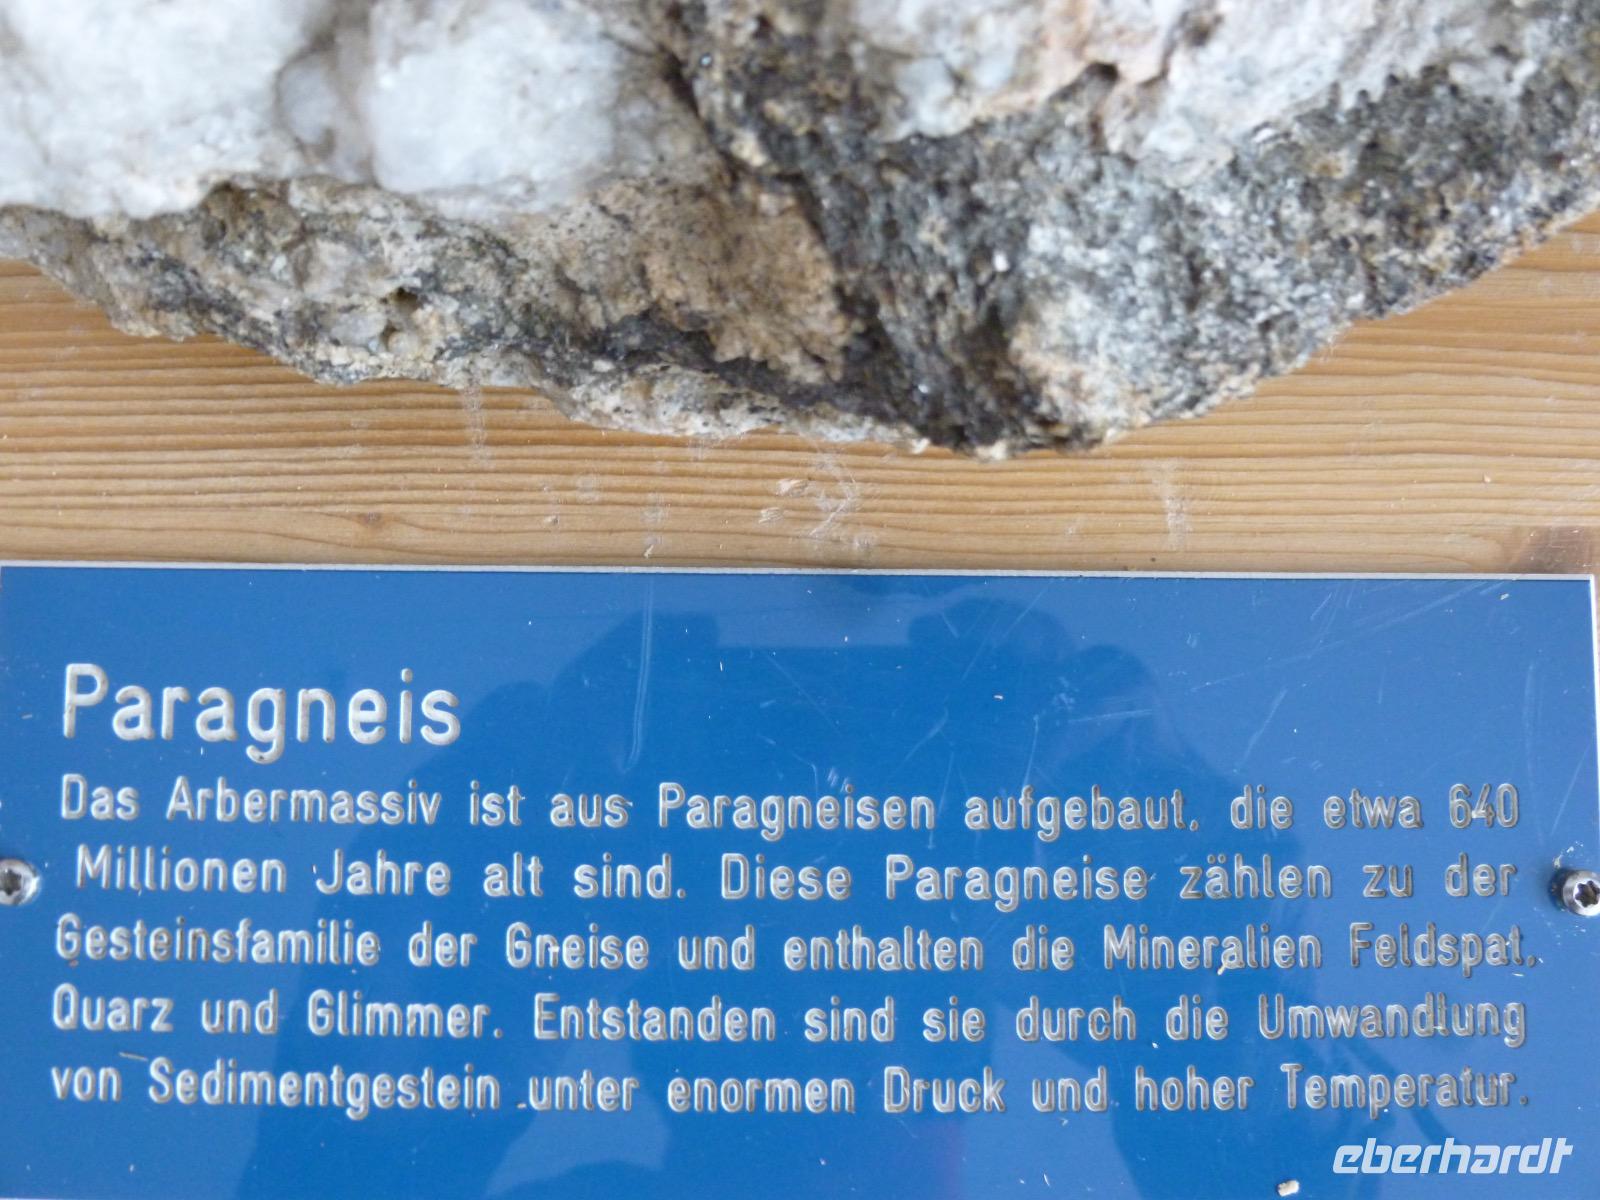 Paragneis
Das Arbermassiv ist aus Paragneisen aufgebaut, die etwa 640
Millionen Jahre alt sind. Diese Paragneise zählen zu der
Gesteinsfamilie der Gneise und enthalten die Mineralien Feldspat,
Quarz und Glimmer. Entstanden sind sie durch die Umwandlung
von Sedimentgestein unter enormen Druck und hoher Temperatur.
eberhardt